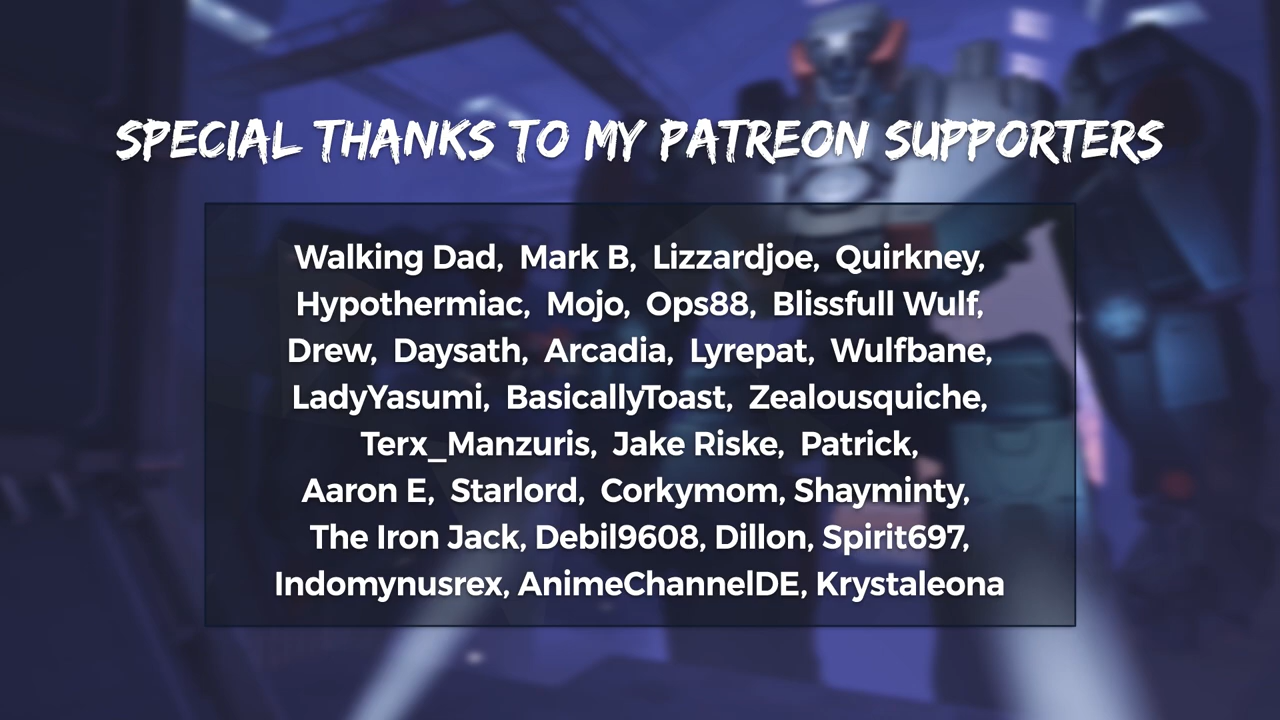 SPECIAL THANKS TO MY PATREON SUPPORTERS
Walking Dad, Mark B, Lizzardjoe, Quirkney,
Hypothermiac, Mojo, Ops88, Blissfull Wulf,
Drew, Daysath, Arcadia, Lyrepat, Wulfbane,
LadyYasumi, BasicallyToast, Zealousquiche,
Terx_Manzuris, Jake Riske, Patrick,
Aaron E, Starlord, Corkymom, Shayminty,
The Iron Jack, Debil9608, Dillon, Spirit697,
Indomynusrex, AnimeChannelDE, Krystaleona